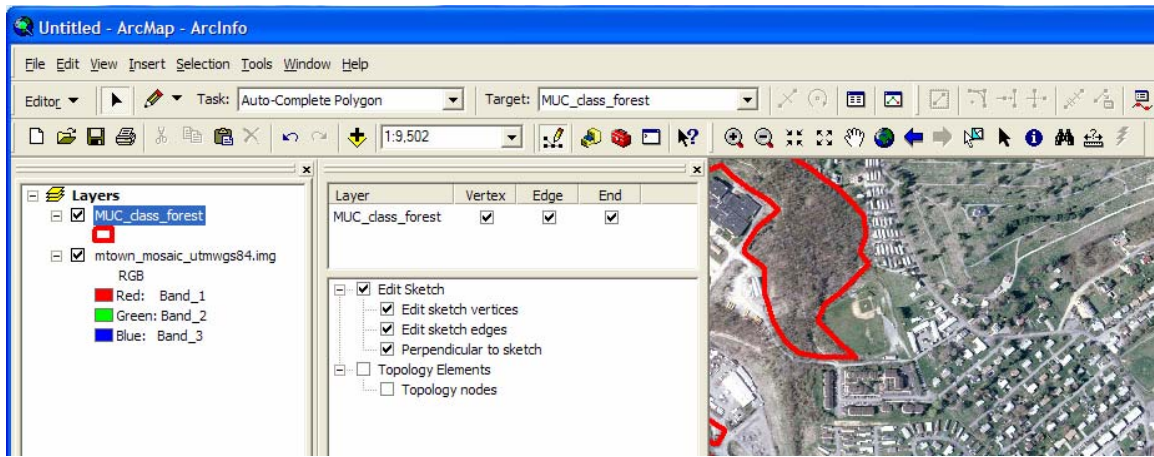 Untitled - ArcMap - ArcInfo
File Edit View Insert Selection Tools Window Help
Editor Task: Auto-Complete Polygon Target: MUC_class_forest
1:9,502
Layers
MUC_class_forest
mtown_mosaic_utmwgs84.img
RGB
Red: Band_1
Green: Band_2
Blue: Band_3
Layer Vertex Edge End
MUC_class_forest
Edit Sketch
Edit sketch vertices
Edit sketch edges
Perpendicular to sketch
Topology Elements
Topology nodes